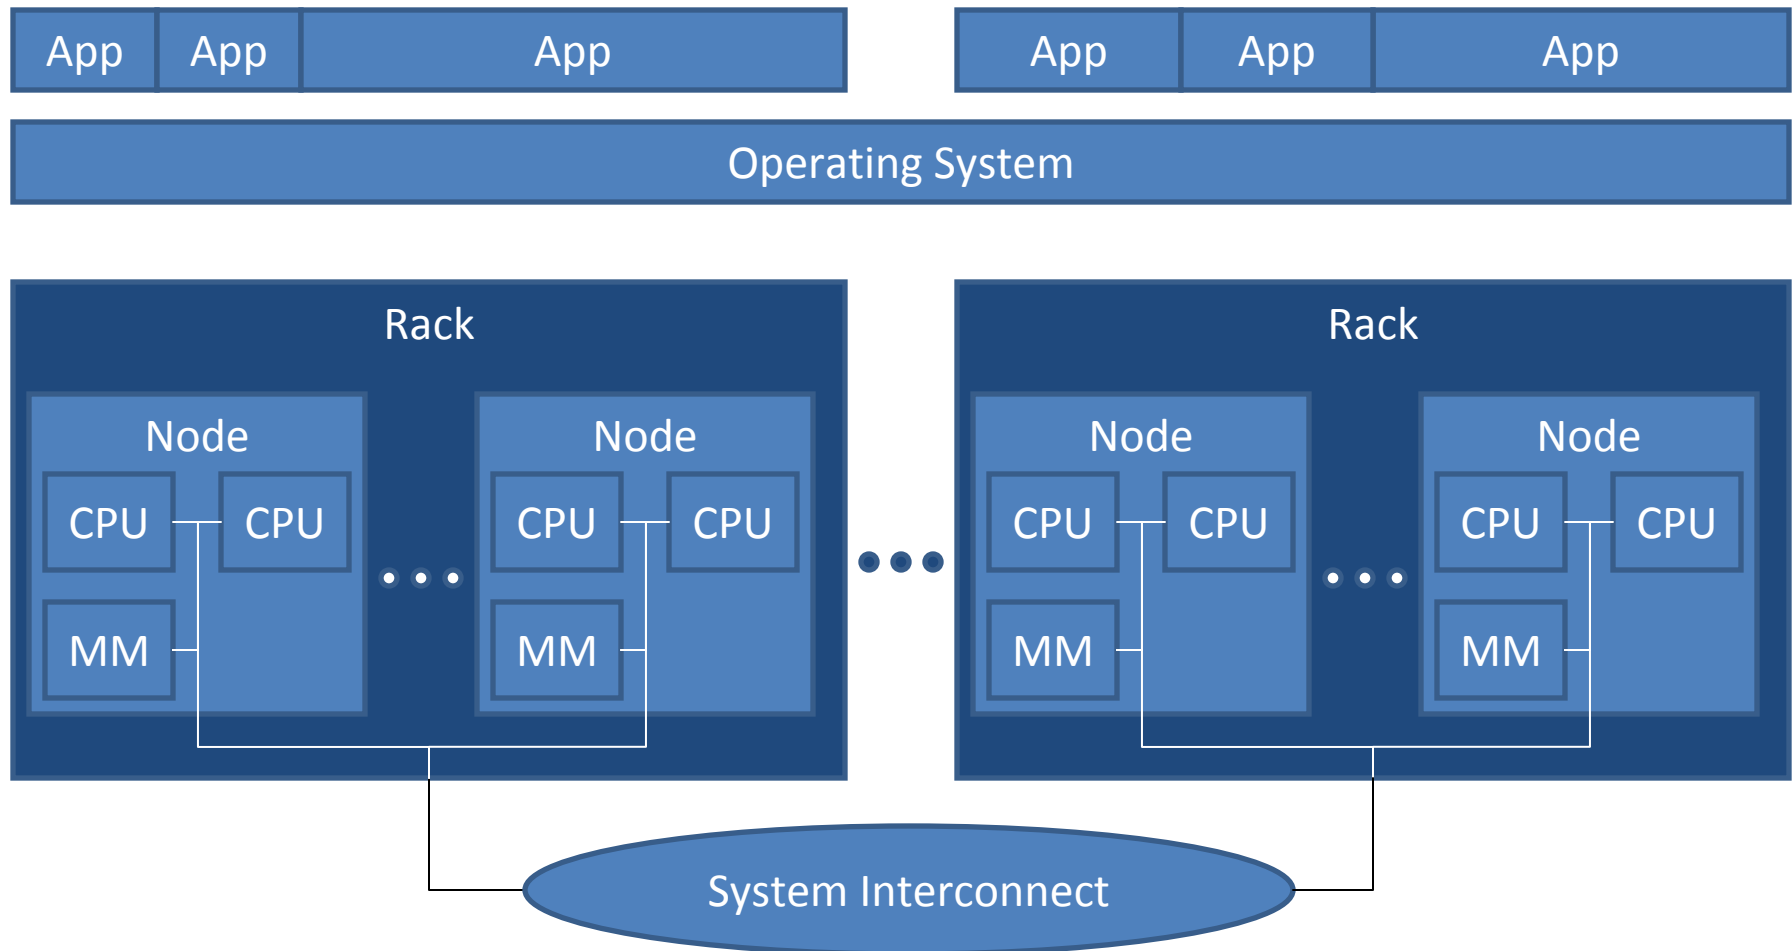 App App App App App App
Operating System
Rack Rack
Node Node Node Node
CPU CPU CPU CPU CPU CPU CPU CPU
MM MM MM MM
System Interconnect